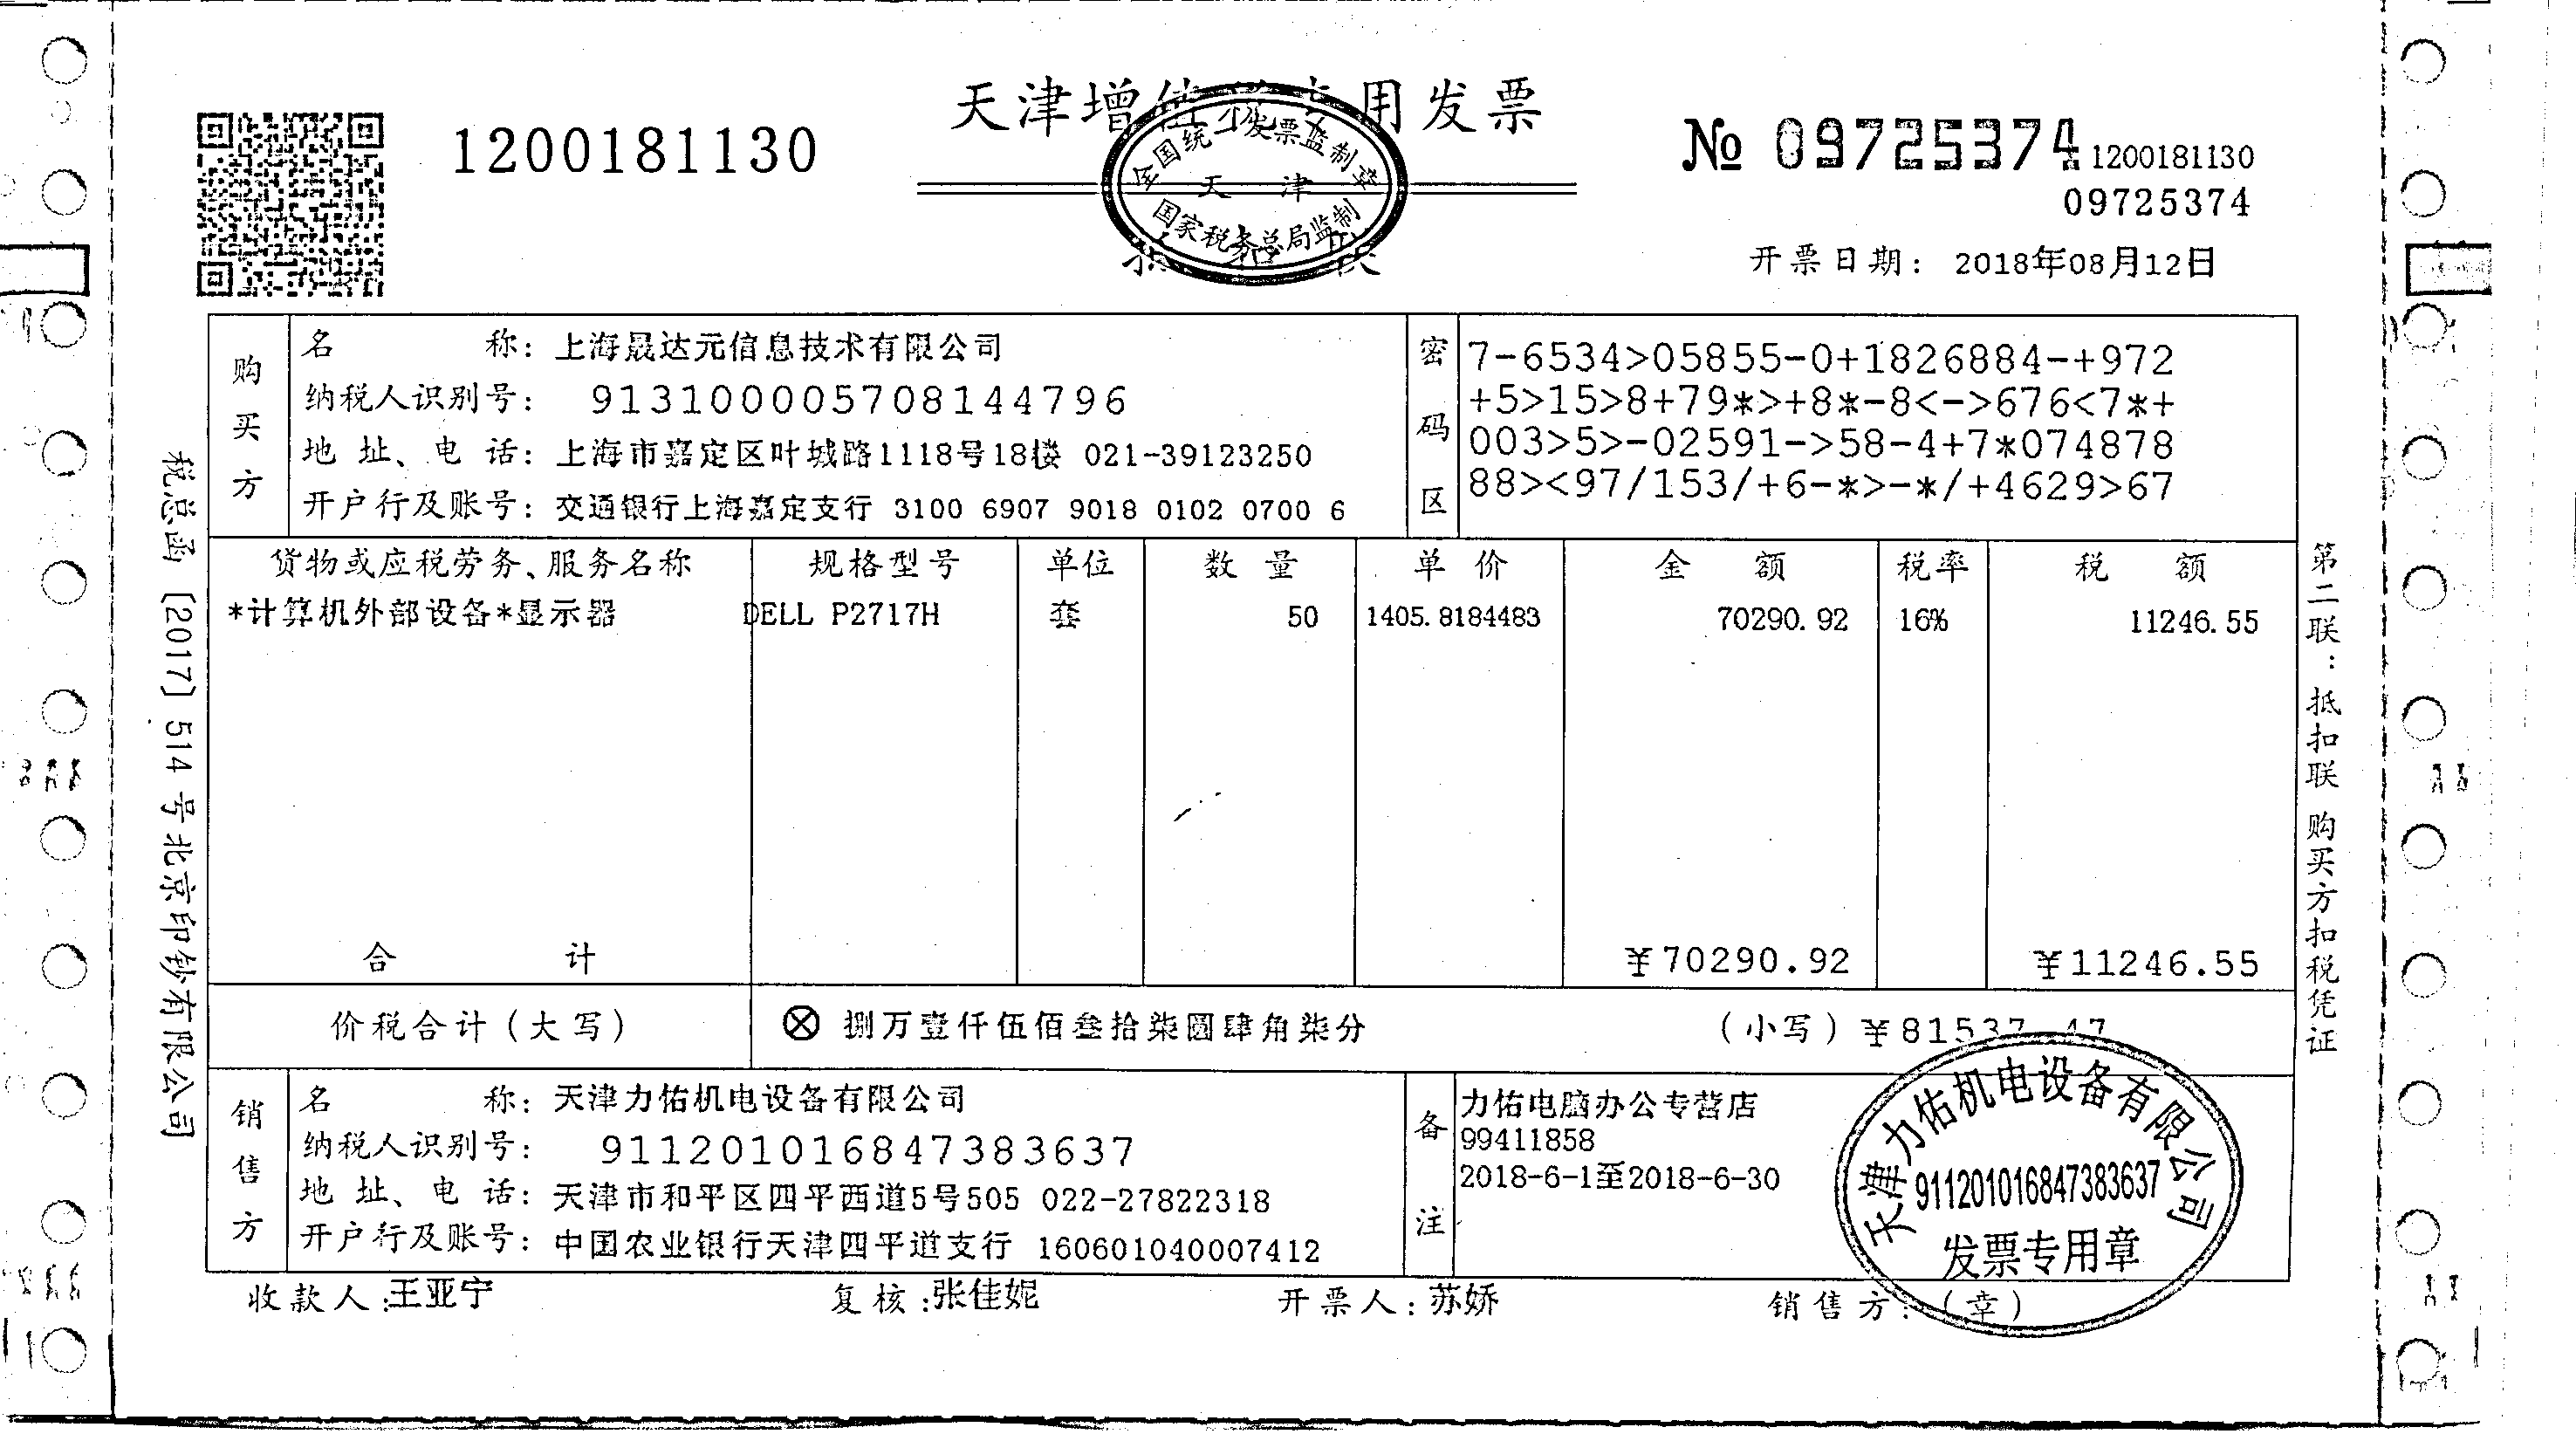 天津增值税专用发票
1200181130
№ 09725374
1200181130
09725374
全国统一发票监制章
天 津
国家税务总局监制
开票日期: 2018年08月12日
购买方
名 称: 上海晟达元信息技术有限公司
纳税人识别号: 913100005708144796
地 址、电 话: 上海市嘉定区叶城路1118号18楼 021-39123250
开户行及账号: 交通银行上海嘉定支行 3100 6907 9018 0102 0700 6
密码区
7-6534>05855-0+1826884-+972
+5>15>8+79*>+8*-8<->676<7*+
003>5>-02591->58-4+7*074878
88><97/153/+6-*>-*/+4629>67
货物或应税劳务、服务名称 规格型号 单位 数 量 单 价 金 额 税率 税 额
*计算机外部设备*显示器 DELL P2717H 套 50 1405.8184483 70290.92 16% 11246.55
合 计 ¥70290.92 ¥11246.55
价税合计(大写) ⊗ 捌万壹仟伍佰叁拾柒圆肆角柒分 (小写) ¥81537.47
销售方
名 称: 天津力佑机电设备有限公司
纳税人识别号: 911201016847383637
地 址、电 话: 天津市和平区四平西道5号505 022-27822318
开户行及账号: 中国农业银行天津四平道支行 160601040007412
备注
力佑电脑办公专营店
99411858
2018-6-1至2018-6-30
天津力佑机电设备有限公司
911201016847383637
发票专用章
收款人:王亚宁 复核:张佳妮 开票人:苏娇 销售方:(章)
税总函〔2017〕514号北京印钞有限公司
第二联:抵扣联 购买方扣税凭证